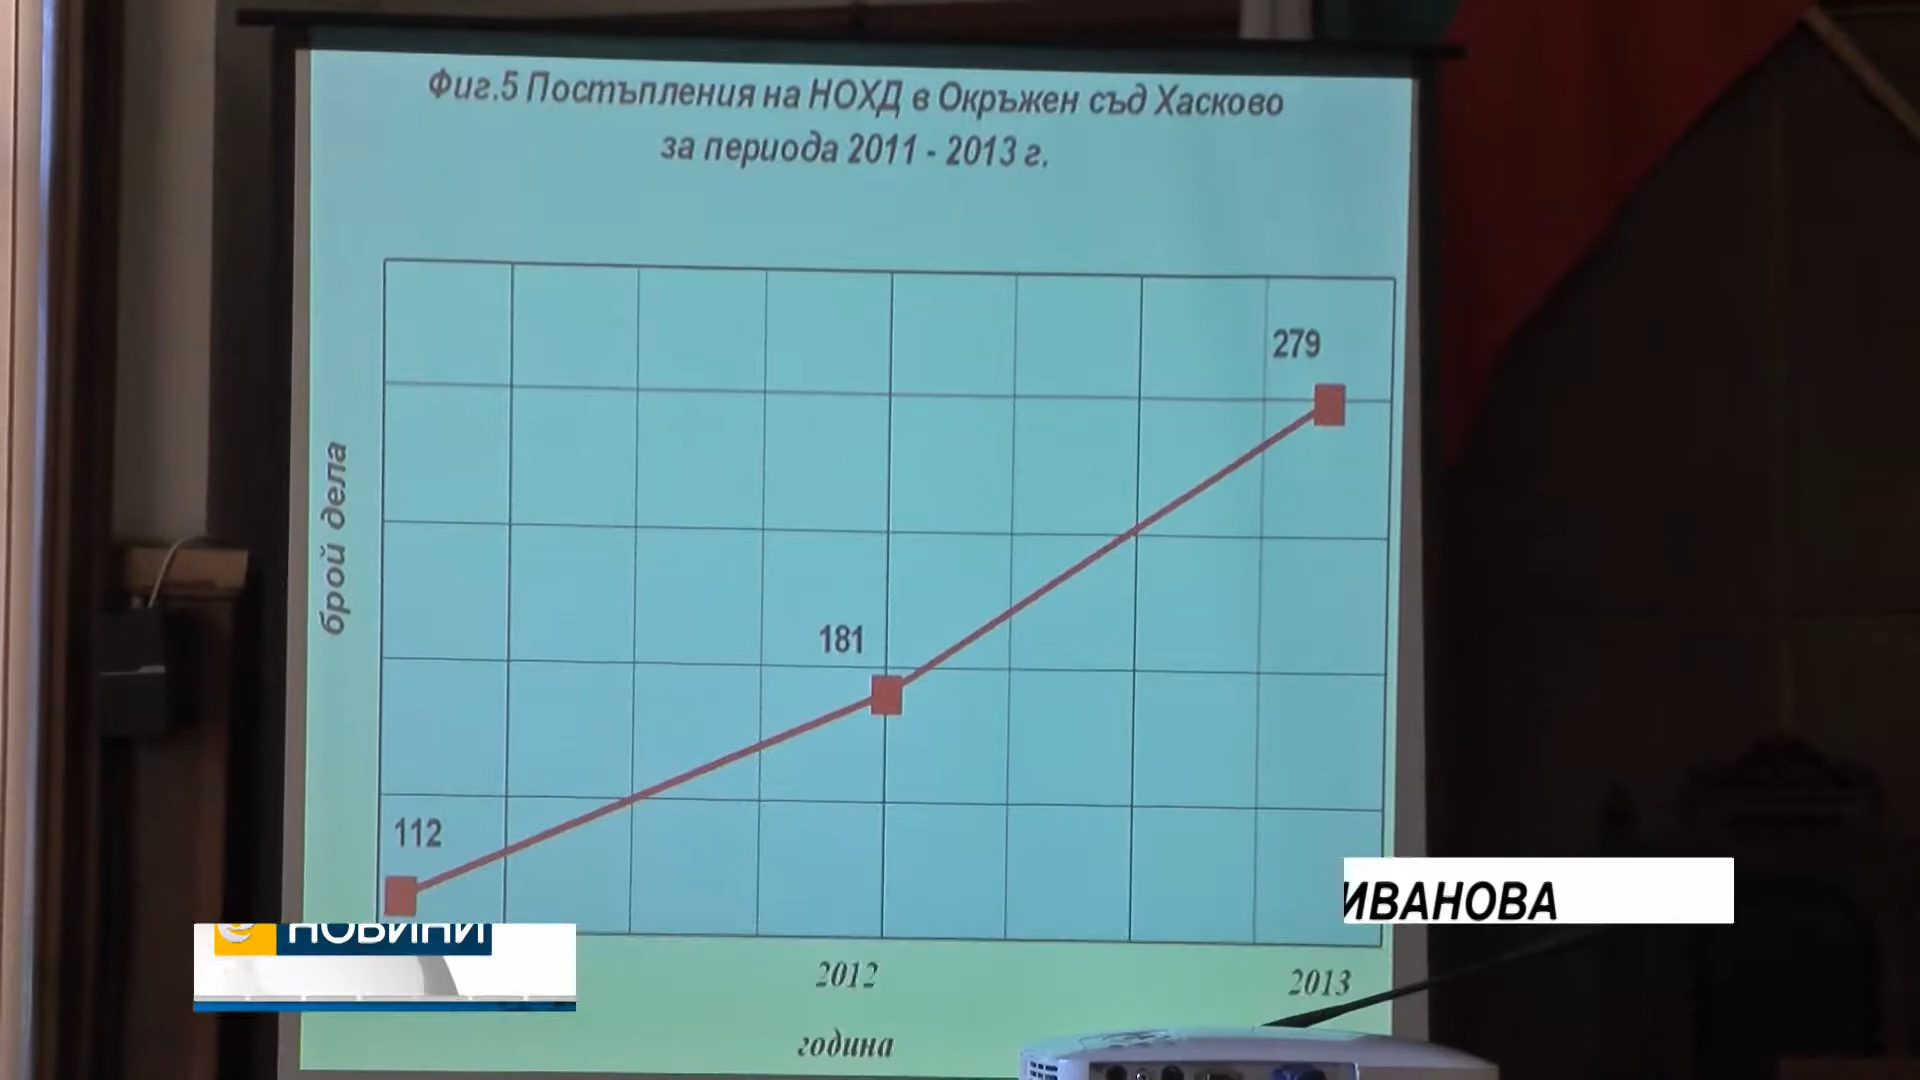 Фиг.5 Постъпления на НОХД в Окръжен съд Хасково
за периода 2011 - 2013 г.
279
брой дела
181
112
ИВАНОВА
НОВИНИ
2012
2013
година